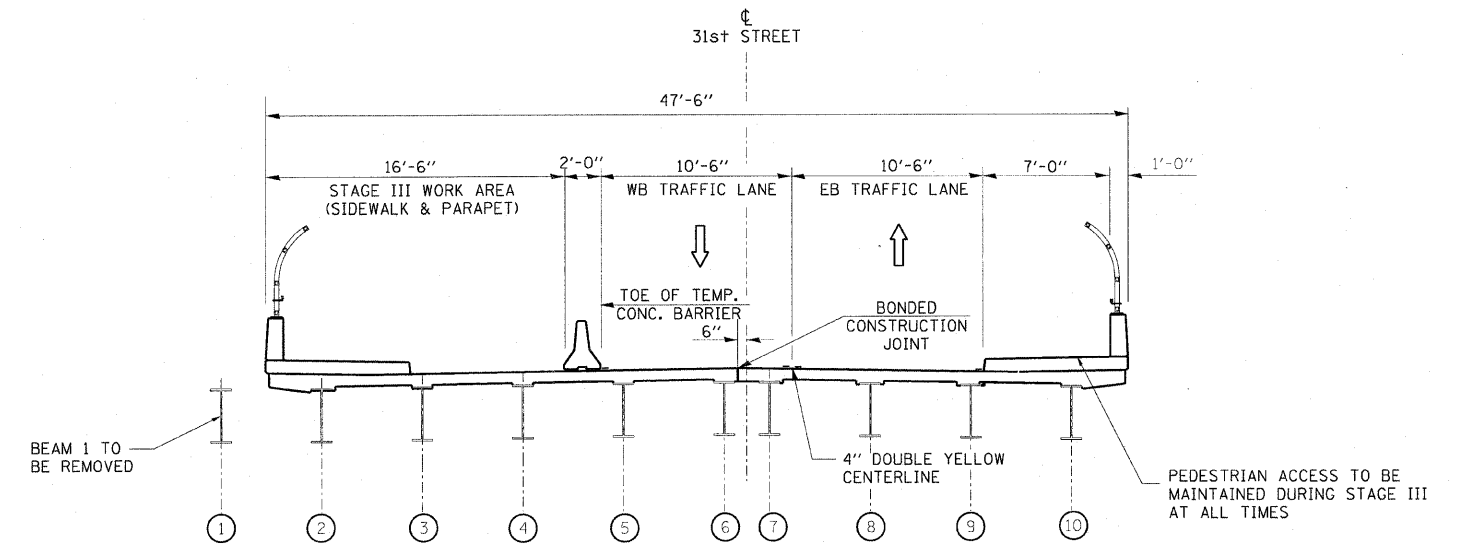 ℄
31st STREET
47'-6"
16'-6"
2'-0"
10'-6"
10'-6"
7'-0"
1'-0"
STAGE III WORK AREA
(SIDEWALK & PARAPET)
WB TRAFFIC LANE
EB TRAFFIC LANE
TOE OF TEMP.
CONC. BARRIER
6"
BONDED
CONSTRUCTION
JOINT
BEAM 1 TO
BE REMOVED
4" DOUBLE YELLOW
CENTERLINE
PEDESTRIAN ACCESS TO BE
MAINTAINED DURING STAGE III
AT ALL TIMES
1
2
3
4
5
6
7
8
9
10